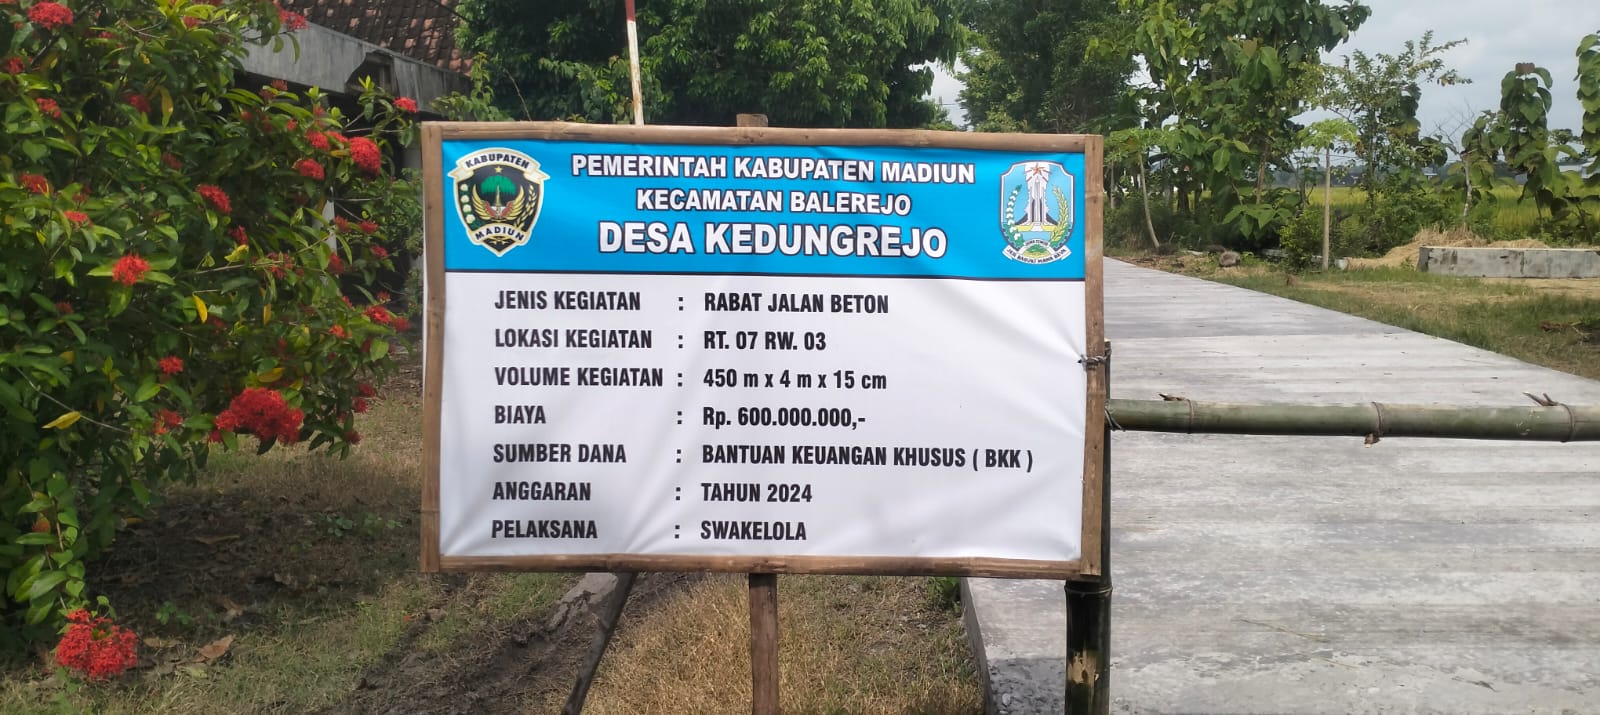 KABUPATEN
MADIUN
PEMERINTAH KABUPATEN MADIUN
KECAMATAN BALEREJO
DESA KEDUNGREJO
JENIS KEGIATAN : RABAT JALAN BETON
LOKASI KEGIATAN : RT. 07 RW. 03
VOLUME KEGIATAN : 450 m x 4 m x 15 cm
BIAYA : Rp. 600.000.000,-
SUMBER DANA : BANTUAN KEUANGAN KHUSUS ( BKK )
ANGGARAN : TAHUN 2024
PELAKSANA : SWAKELOLA